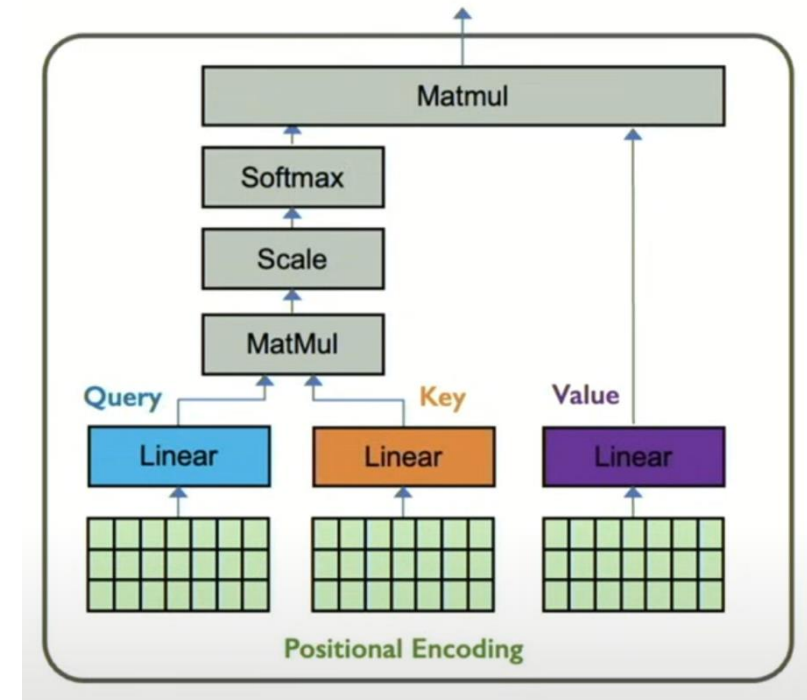 Matmul
Softmax
Scale
MatMul
Query
Key
Value
Linear
Linear
Linear
Positional Encoding